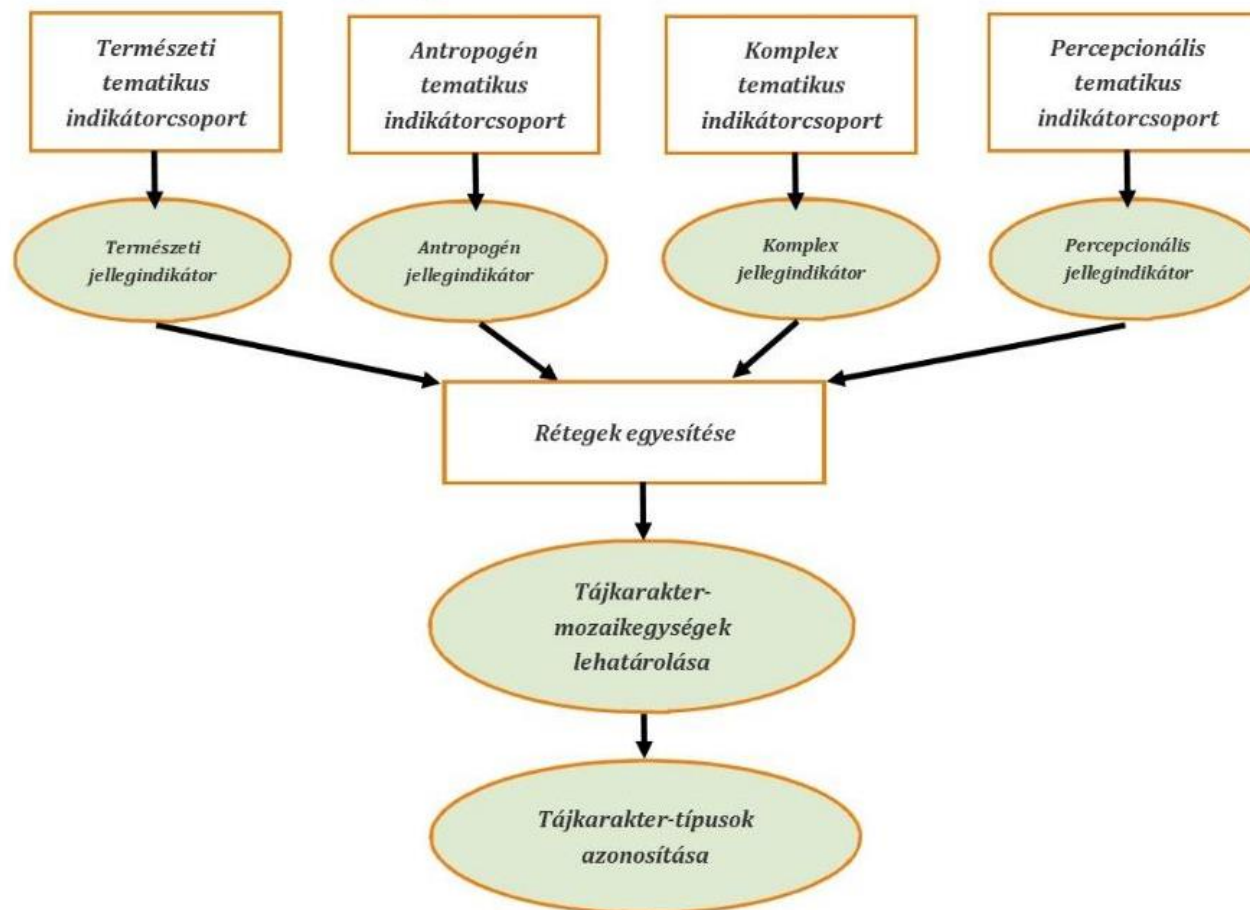 Természeti
tematikus
indikátorcsoport
Antropogén
tematikus
indikátorcsoport
Komplex
tematikus
indikátorcsoport
Percepcionális
tematikus
indikátorcsoport
Természeti
jellegindikátor
Antropogén
jellegindikátor
Komplex
jellegindikátor
Percepcionális
jellegindikátor
Rétegek egyesítése
Tájkarakter-
mozaikegységek
lehatárolása
Tájkarakter-típusok
azonosítása